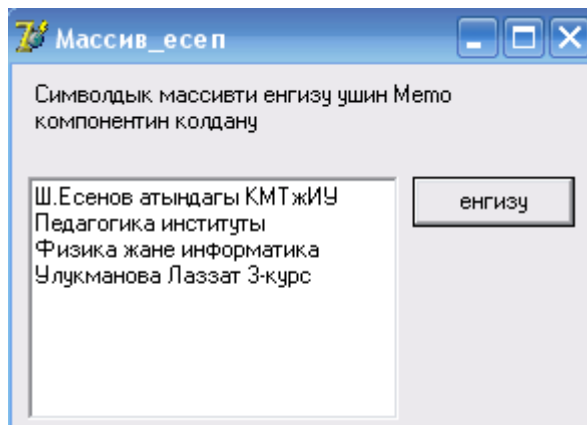 Массив_есеп
Символдык массивти енгизу ушин Memo
компонентин колдану
Ш.Есенов атындагы КМТжИУ
енгизу
Педагогика институты
Физика жане информатика
Улукманова Лаззат 3-курс